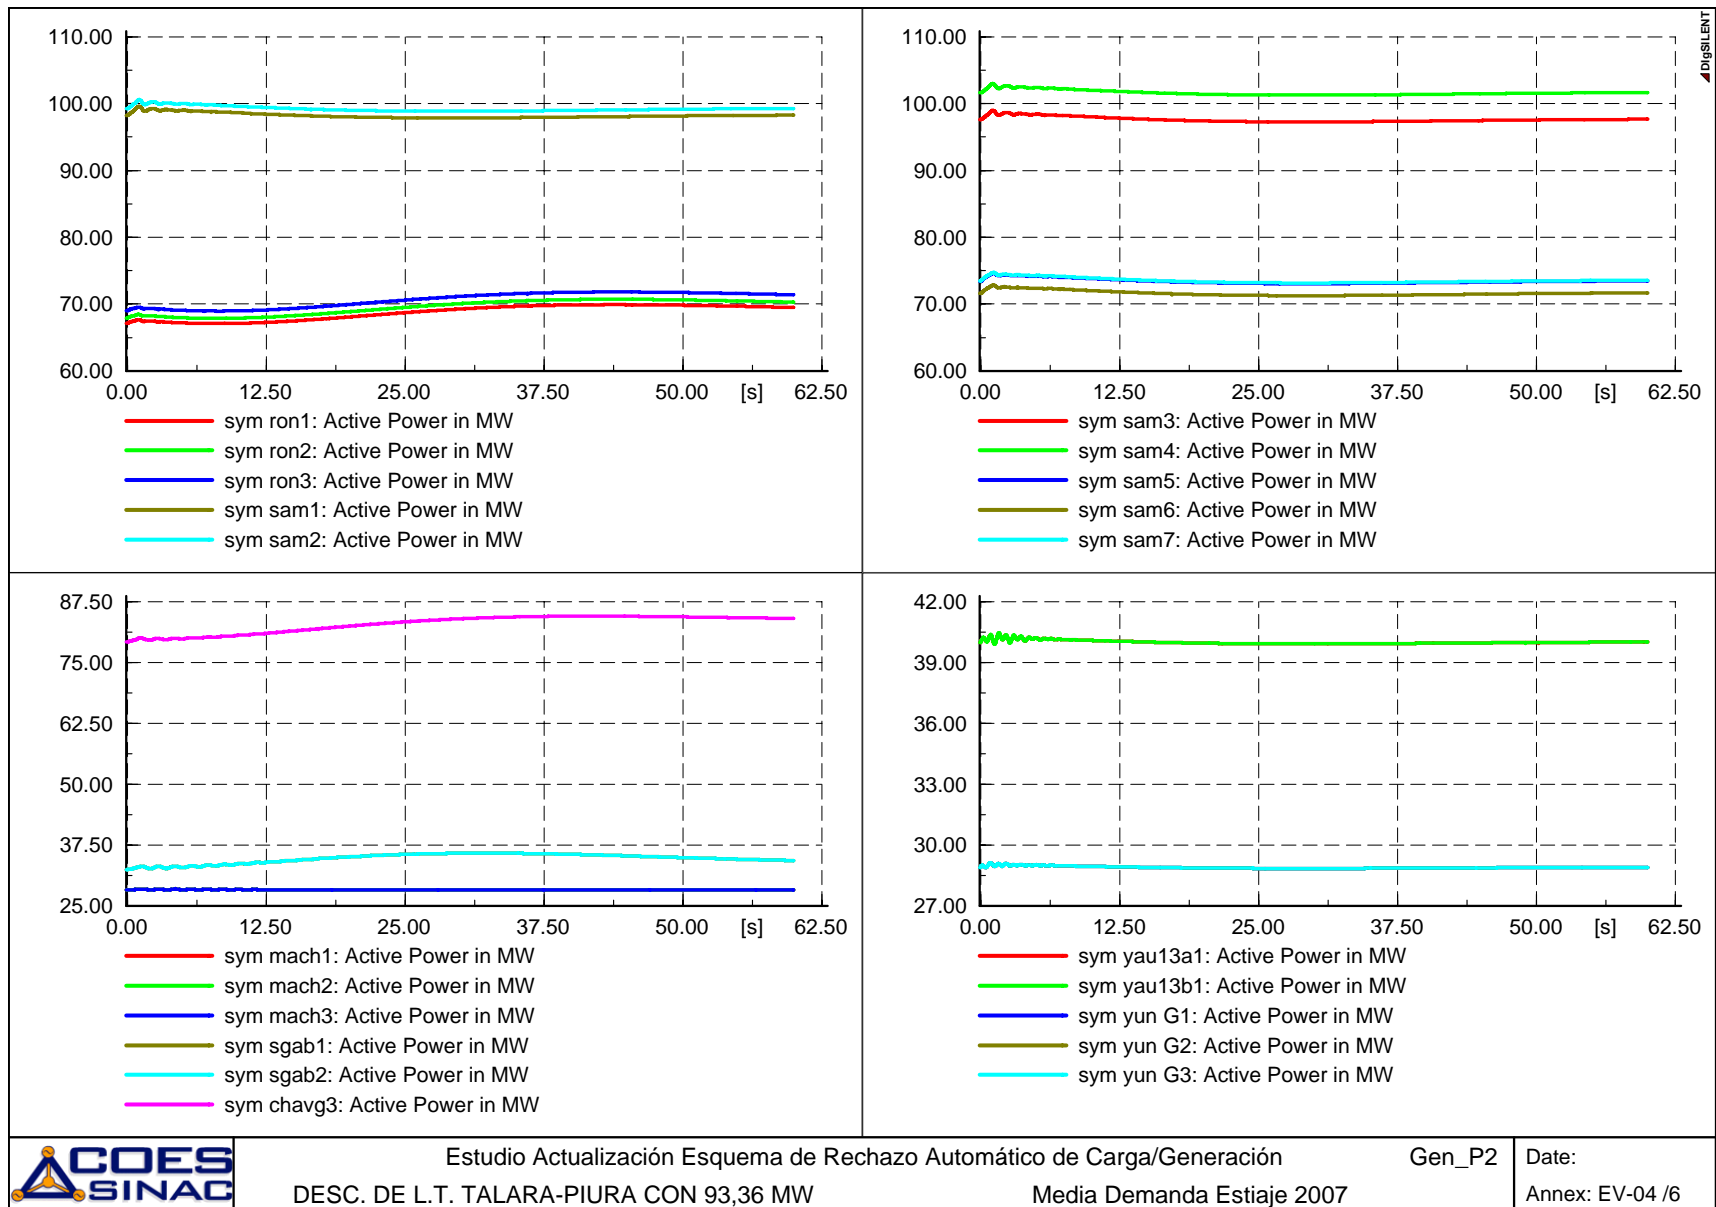 110.00
100.00
90.00
80.00
70.00
60.00
0.00 12.50 25.00 37.50 50.00 [s] 62.50
sym ron1: Active Power in MW
sym ron2: Active Power in MW
sym ron3: Active Power in MW
sym sam1: Active Power in MW
sym sam2: Active Power in MW
110.00
100.00
90.00
80.00
70.00
60.00
0.00 12.50 25.00 37.50 50.00 [s] 62.50
sym sam3: Active Power in MW
sym sam4: Active Power in MW
sym sam5: Active Power in MW
sym sam6: Active Power in MW
sym sam7: Active Power in MW
DIgSILENT
87.50
75.00
62.50
50.00
37.50
25.00
0.00 12.50 25.00 37.50 50.00 [s] 62.50
sym mach1: Active Power in MW
sym mach2: Active Power in MW
sym mach3: Active Power in MW
sym sgab1: Active Power in MW
sym sgab2: Active Power in MW
sym chavg3: Active Power in MW
42.00
39.00
36.00
33.00
30.00
27.00
0.00 12.50 25.00 37.50 50.00 [s] 62.50
sym yau13a1: Active Power in MW
sym yau13b1: Active Power in MW
sym yun G1: Active Power in MW
sym yun G2: Active Power in MW
sym yun G3: Active Power in MW
COES
SINAC
Estudio Actualización Esquema de Rechazo Automático de Carga/Generación Gen_P2
DESC. DE L.T. TALARA-PIURA CON 93,36 MW Media Demanda Estiaje 2007
Date:
Annex: EV-04 /6